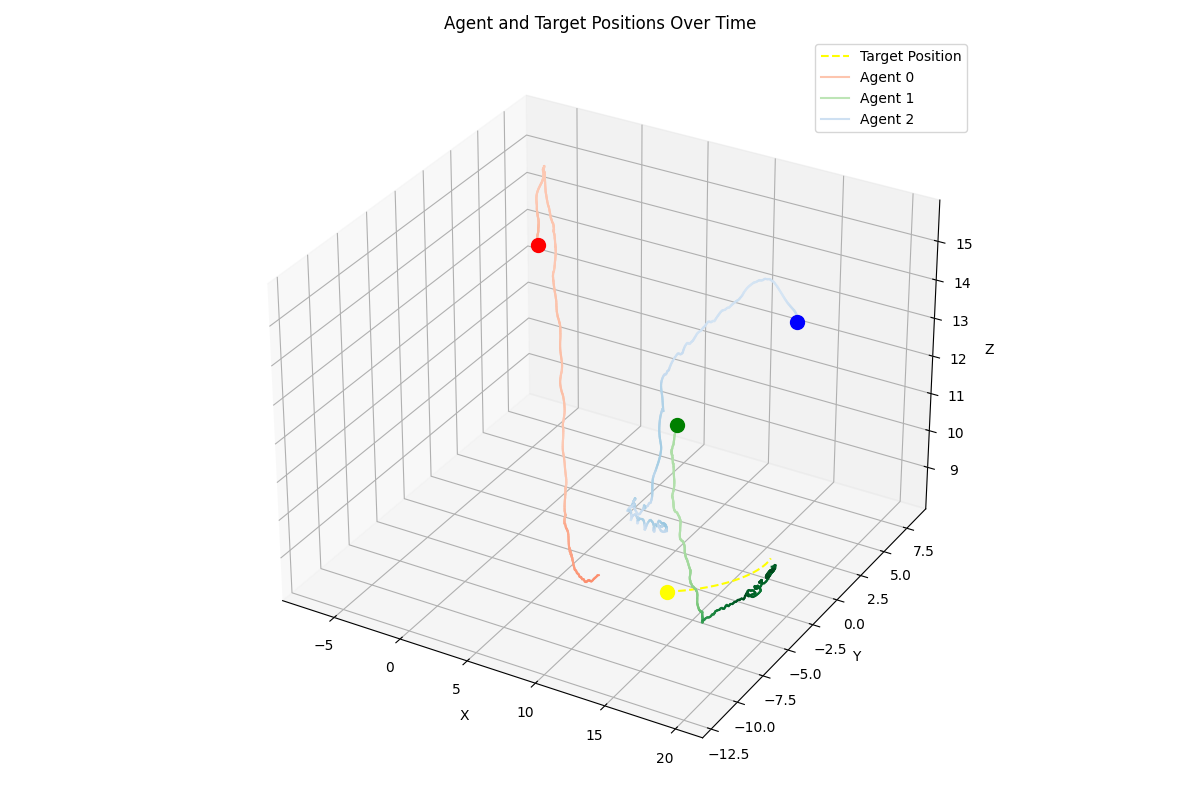 Agent and Target Positions Over Time
Target Position
Agent 0
Agent 1
Agent 2
15
14
13
12
11
10
9
Z
7.5
5.0
2.5
0.0
−2.5
−5.0
−7.5
−10.0
−12.5
Y
−5
0
5
10
15
20
X